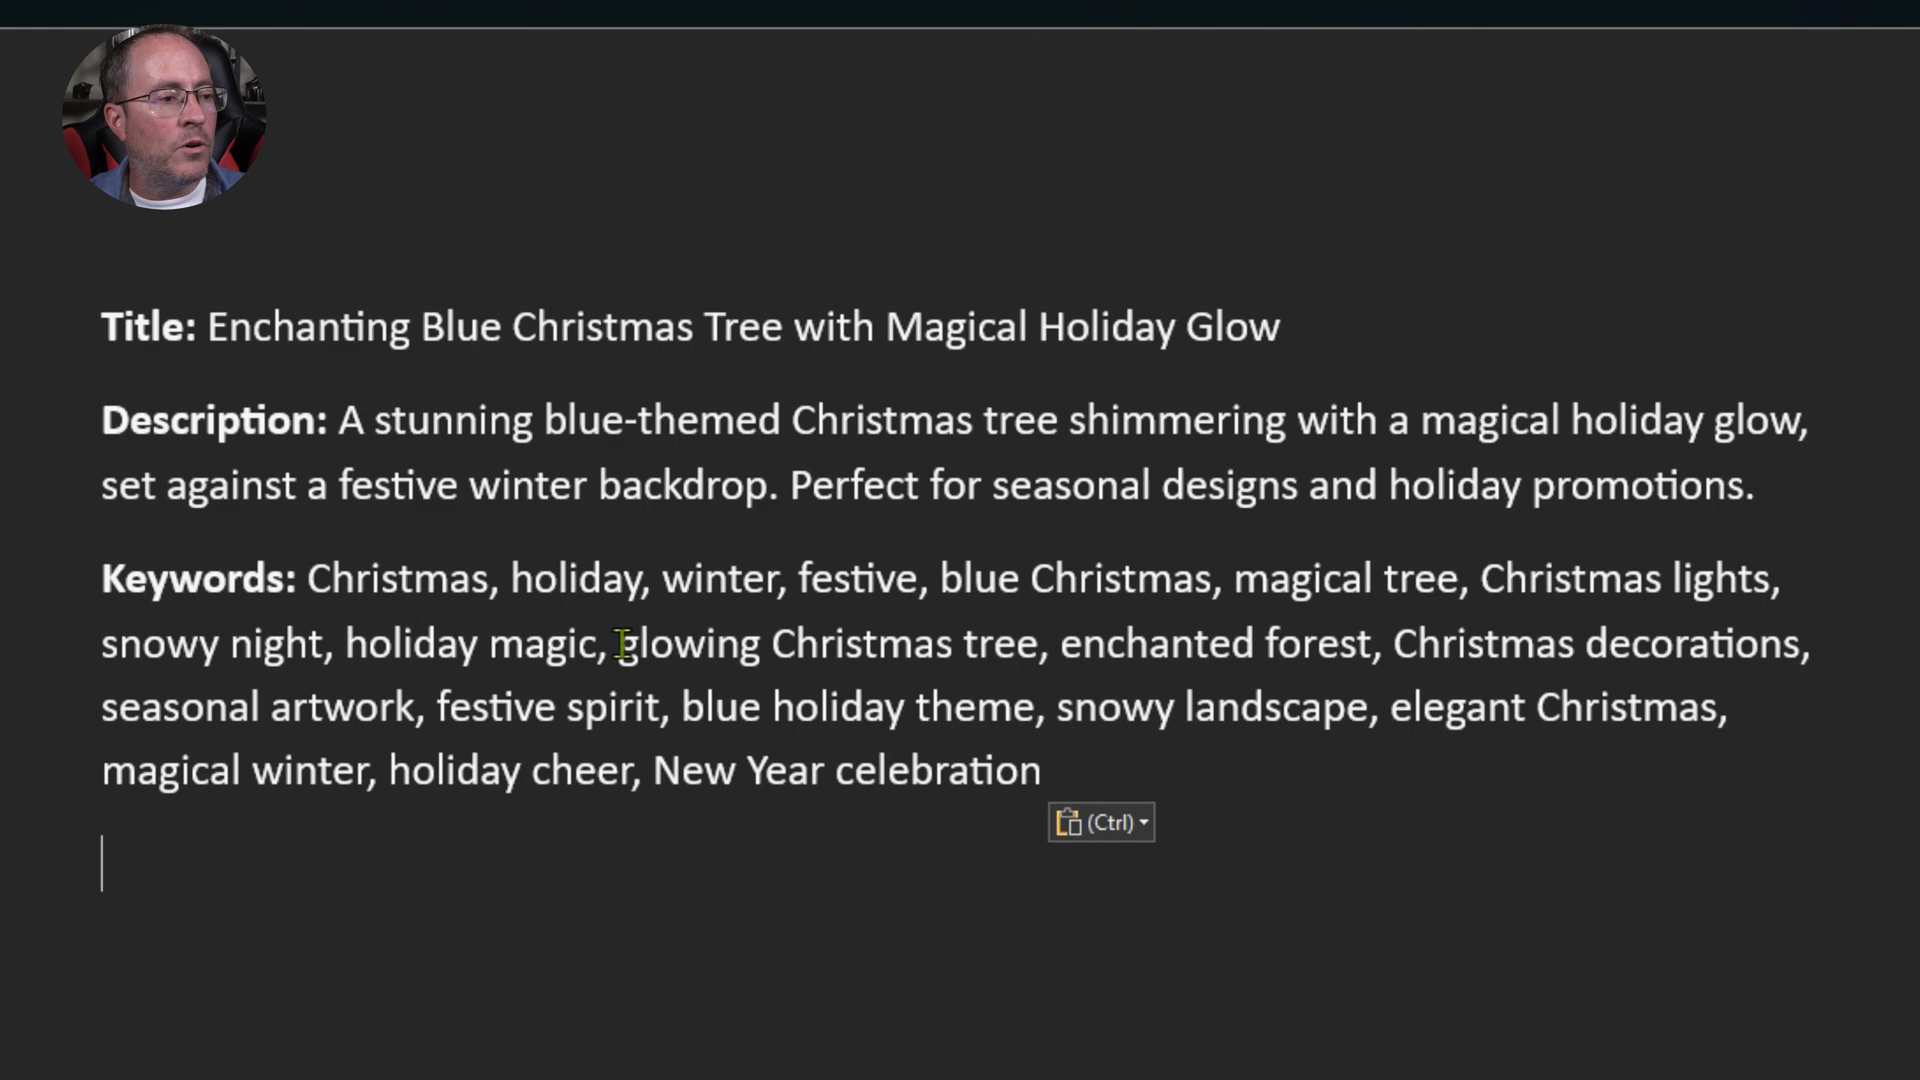 Title: Enchanting Blue Christmas Tree with Magical Holiday Glow
Description: A stunning blue-themed Christmas tree shimmering with a magical holiday glow,
set against a festive winter backdrop. Perfect for seasonal designs and holiday promotions.
Keywords: Christmas, holiday, winter, festive, blue Christmas, magical tree, Christmas lights,
snowy night, holiday magic, glowing Christmas tree, enchanted forest, Christmas decorations,
seasonal artwork, festive spirit, blue holiday theme, snowy landscape, elegant Christmas,
magical winter, holiday cheer, New Year celebration
(Ctrl)